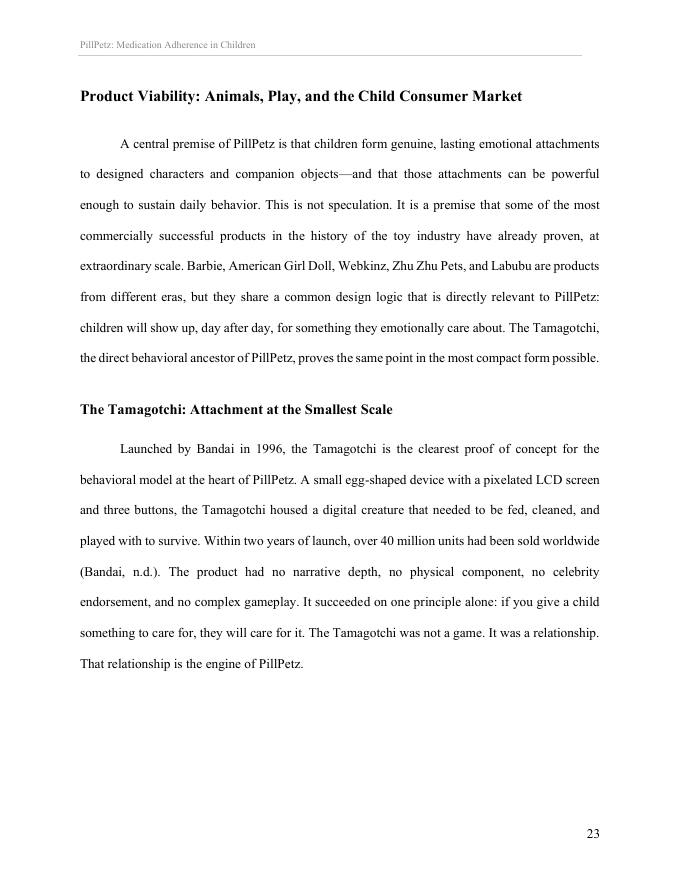 PillPetz: Medication Adherence in Children
Product Viability: Animals, Play, and the Child Consumer Market
A central premise of PillPetz is that children form genuine, lasting emotional attachments
to designed characters and companion objects—and that those attachments can be powerful
enough to sustain daily behavior. This is not speculation. It is a premise that some of the most
commercially successful products in the history of the toy industry have already proven, at
extraordinary scale. Barbie, American Girl Doll, Webkinz, Zhu Zhu Pets, and Labubu are products
from different eras, but they share a common design logic that is directly relevant to PillPetz:
children will show up, day after day, for something they emotionally care about. The Tamagotchi,
the direct behavioral ancestor of PillPetz, proves the same point in the most compact form possible.
The Tamagotchi: Attachment at the Smallest Scale
Launched by Bandai in 1996, the Tamagotchi is the clearest proof of concept for the
behavioral model at the heart of PillPetz. A small egg-shaped device with a pixelated LCD screen
and three buttons, the Tamagotchi housed a digital creature that needed to be fed, cleaned, and
played with to survive. Within two years of launch, over 40 million units had been sold worldwide
(Bandai, n.d.). The product had no narrative depth, no physical component, no celebrity
endorsement, and no complex gameplay. It succeeded on one principle alone: if you give a child
something to care for, they will care for it. The Tamagotchi was not a game. It was a relationship.
That relationship is the engine of PillPetz.
23